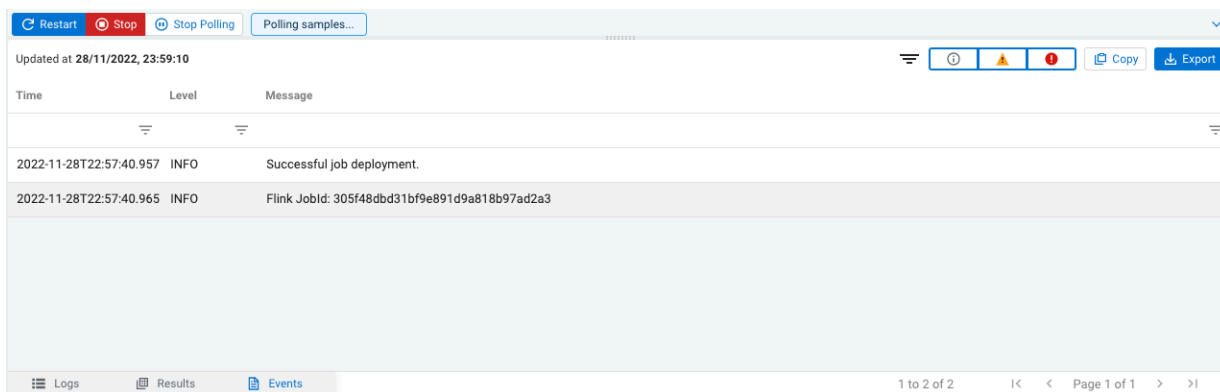 Restart Stop Stop Polling Polling samples...
Updated at 28/11/2022, 23:59:10 Copy Export
Time Level Message
2022-11-28T22:57:40.957 INFO Successful job deployment.
2022-11-28T22:57:40.965 INFO Flink JobId: 305f48dbd31bf9e891d9a818b97ad2a3
Logs Results Events 1 to 2 of 2 Page 1 of 1